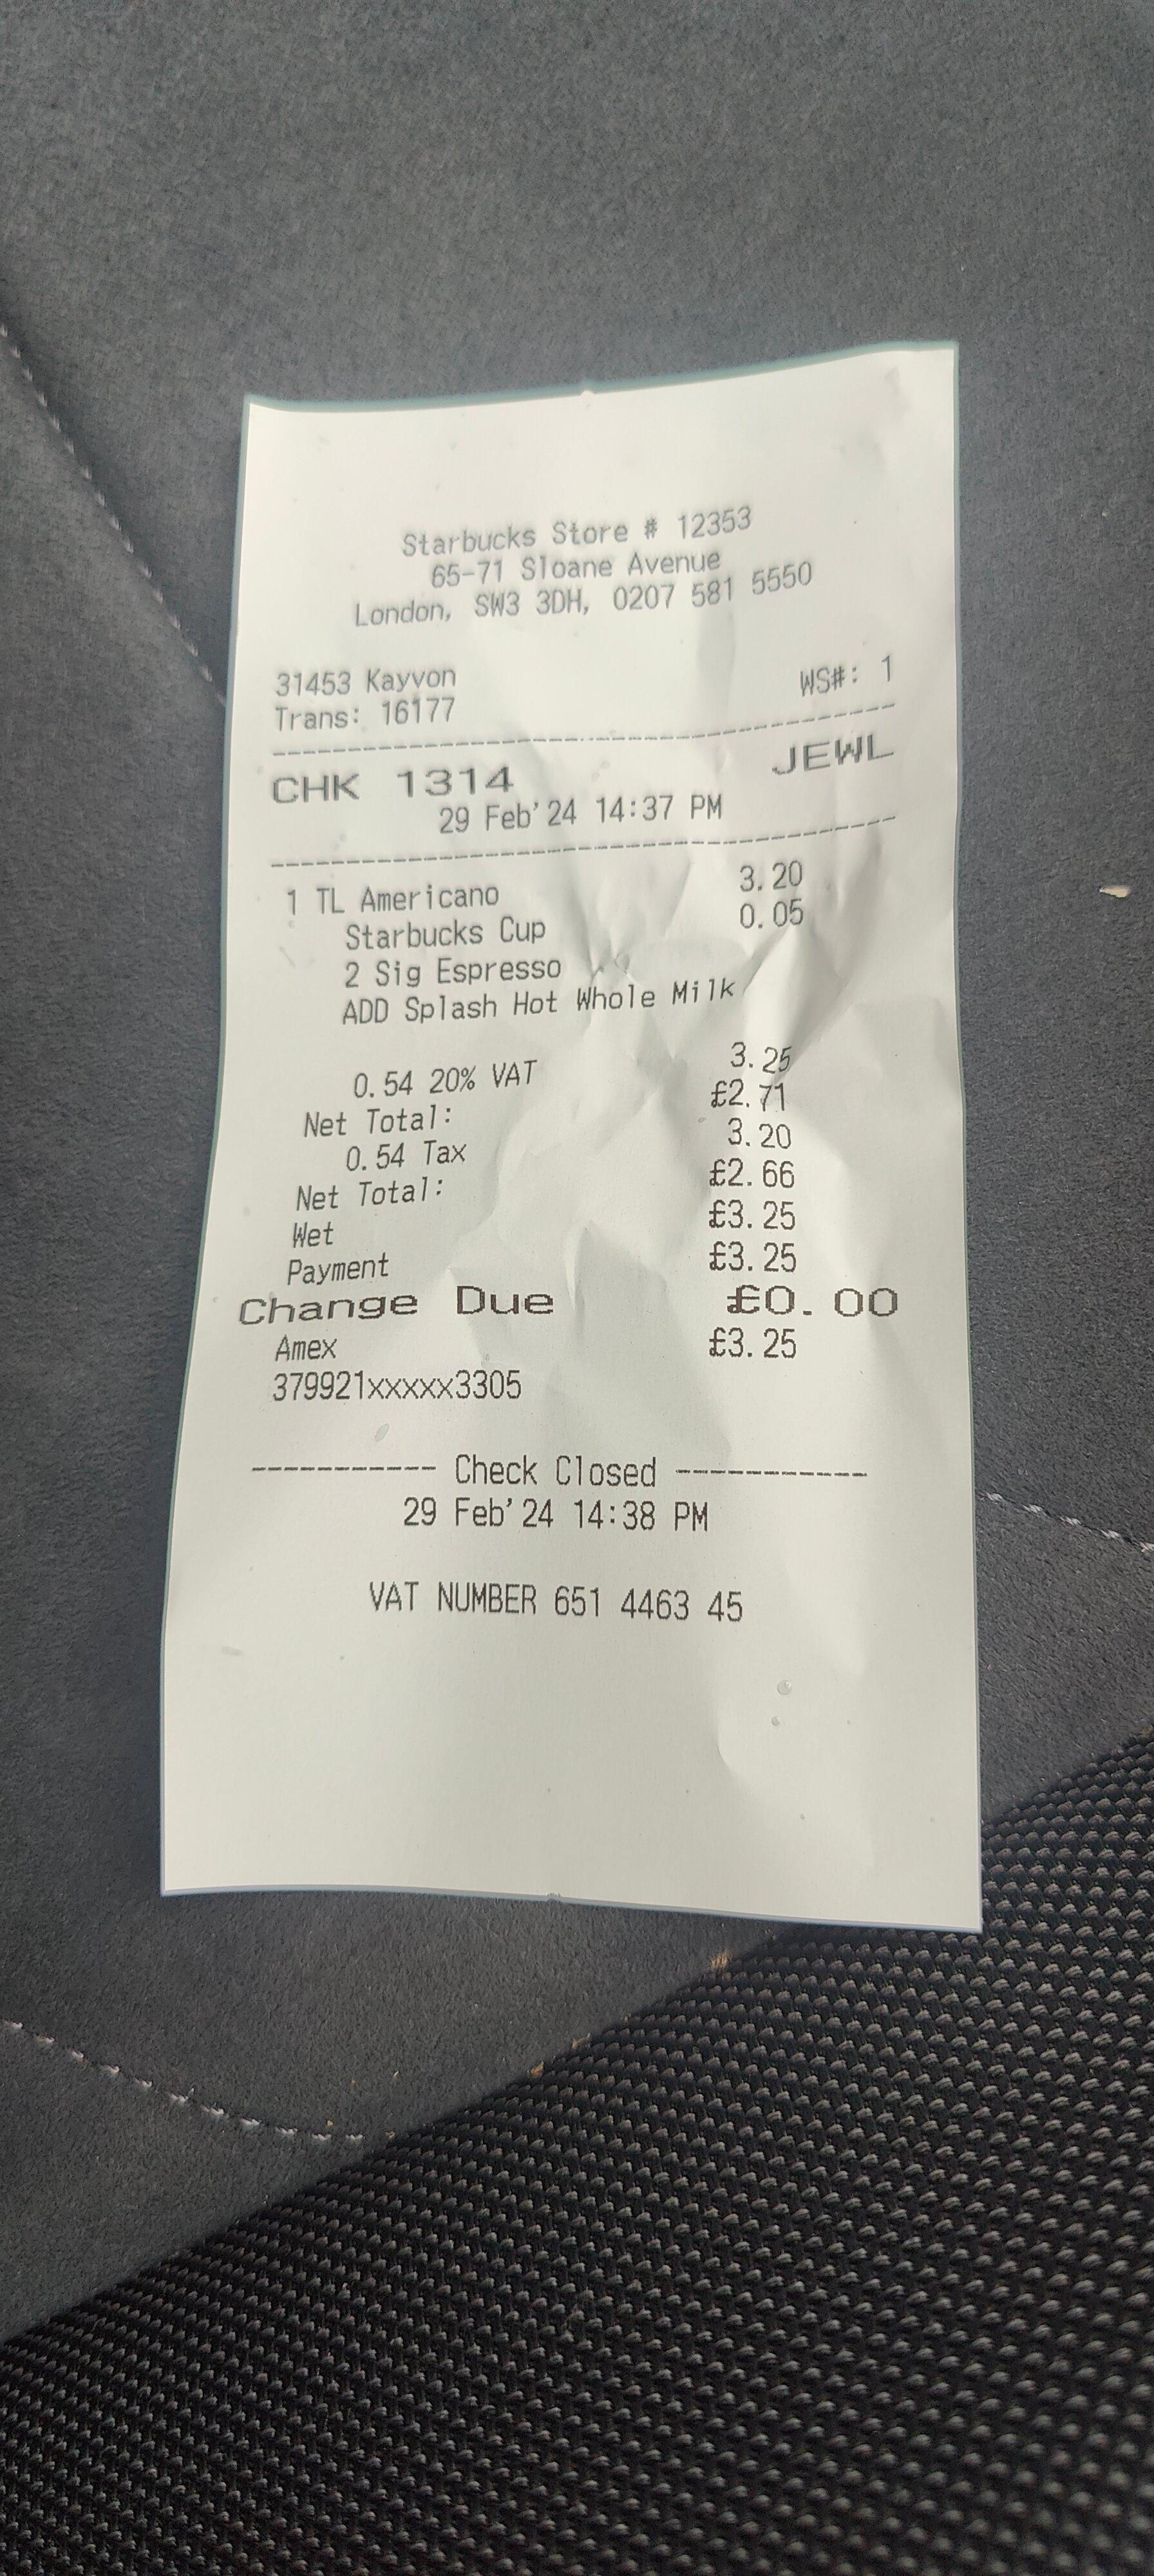 Starbucks Store # 12353
65-71 Sloane Avenue
London, SW3 3DH, 0207 581 5550
31453 Kayvon WS#: 1
Trans: 16177
CHK 1314 JEWL
29 Feb'24 14:37 PM
1 TL Americano 3.20
Starbucks Cup 0.05
2 Sig Espresso
ADD Splash Hot Whole Milk
0.54 20% VAT 3.25
Net Total: £2.71
0.54 Tax 3.20
Net Total: £2.66
Wet £3.25
Payment £3.25
Change Due £0.00
Amex £3.25
379921xxxxx3305
----------- Check Closed -----------
29 Feb'24 14:38 PM
VAT NUMBER 651 4463 45